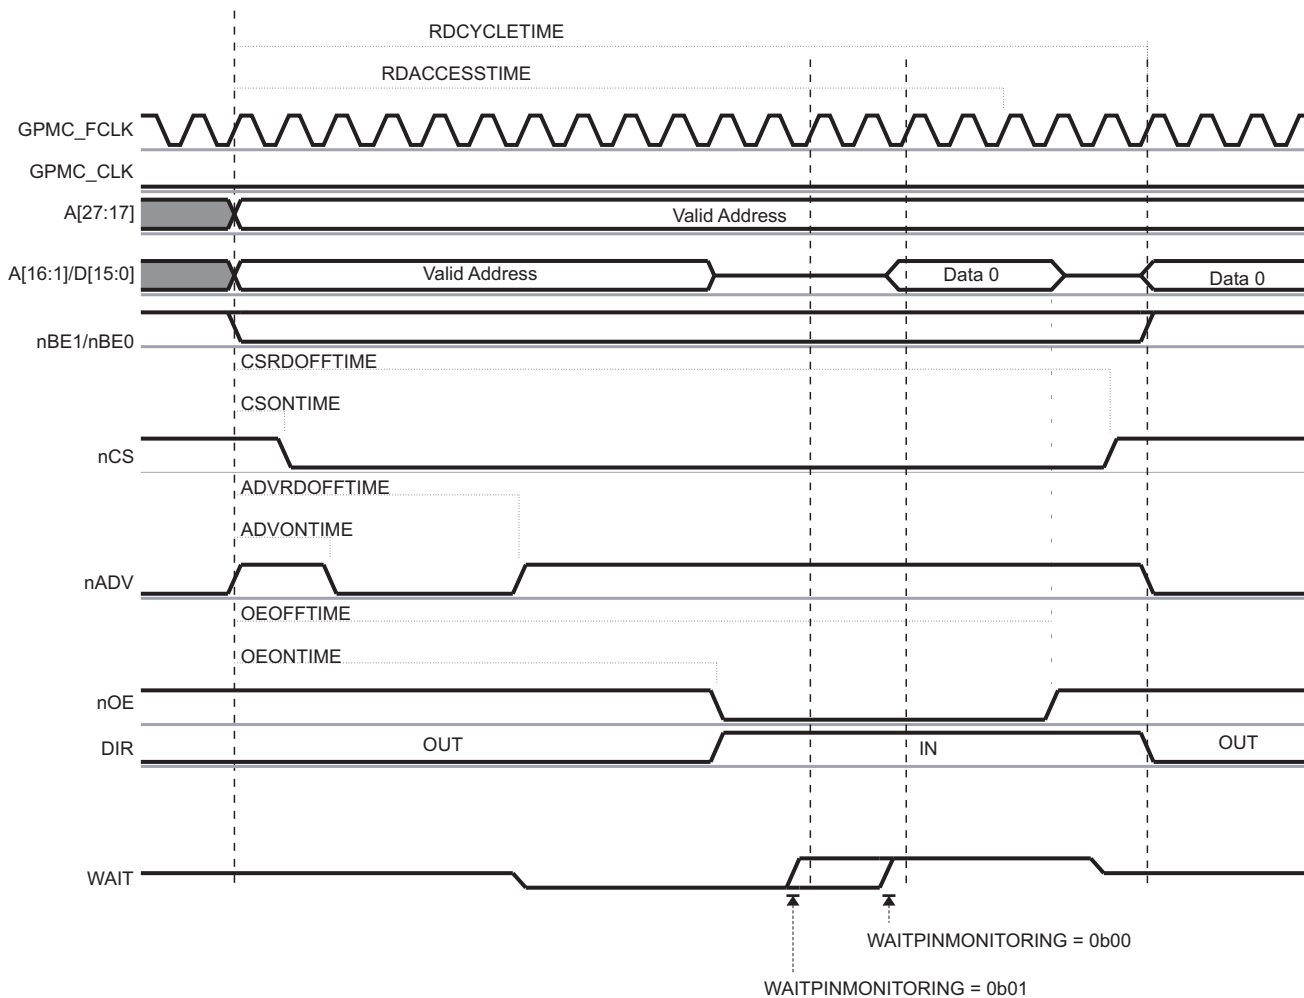 RDCYCLETIME
RDACCESSTIME
GPMC_FCLK
GPMC_CLK
A[27:17]
Valid Address
A[16:1]/D[15:0]
Valid Address
Data 0
Data 0
nBE1/nBE0
CSRDOFFTIME
CSONTIME
nCS
ADVRDOFFTIME
ADVONTIME
nADV
OEOFFTIME
OEONTIME
nOE
DIR
OUT
IN
OUT
WAIT
WAITPINMONITORING = 0b00
WAITPINMONITORING = 0b01